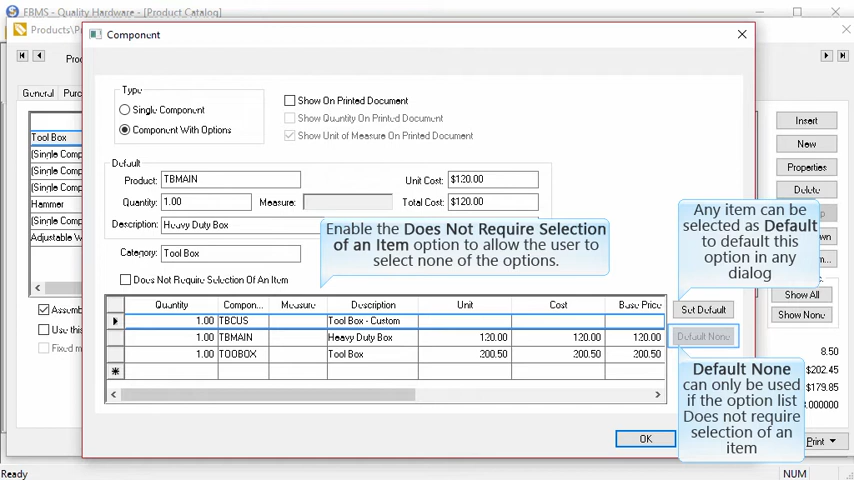 EBMS - Quality Hardware - [Product Catalog]
Products\P
Component
Proc
General
Purc
Type
Single Component
Component With Options
Show On Printed Document
Show Quantity On Printed Document
Show Unit of Measure On Printed Document
Default
Product:
TBMAIN
Unit Cost:
$120.00
Quantity:
1.00
Measure:
Total Cost:
$120.00
Description:
Heavy Duty Box
Category:
Tool Box
Does Not Require Selection Of An Item
Enable the Does Not Require Selection
of an Item option to allow the user to
select none of the options.
Any item can be
selected as Default
to default this
option in any
dialog
Quantity Compon... Measure Description Unit Cost Base Price
1.00 TBCUS Tool Box - Custom
1.00 TBMAIN Heavy Duty Box 120.00 120.00 120.00
1.00 TOOBOX Tool Box 200.50 200.50 200.50
Set Default
Default None
Default None
can only be used
if the option list
Does not require
selection of an
item
OK
Tool Box
(Single Comp
(Single Comp
(Single Comp
Hammer
(Single Comp
Adjustable W
Assemb
Use this
Fixed m
Insert
New
Properties
Delete
Show All
Show None
8.50
$202.45
$179.85
Print
Ready
NUM